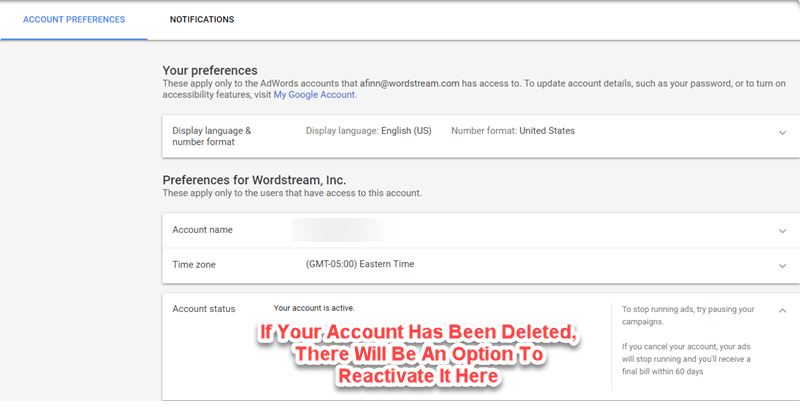 ACCOUNT PREFERENCES NOTIFICATIONS
Your preferences
These apply only to the AdWords accounts that afinn@wordstream.com has access to. To update account details, such as your password, or to turn on
accessibility features, visit My Google Account.
Display language & Display language: English (US) Number format: United States
number format
Preferences for Wordstream, Inc.
These apply only to the users that have access to this account.
Account name
Time zone (GMT-05:00) Eastern Time
Account status Your account is active.
If Your Account Has Been Deleted,
There Will Be An Option To
Reactivate It Here
To stop running ads, try pausing your
campaigns.
If you cancel your account, your ads
will stop running and you'll receive a
final bill within 60 days